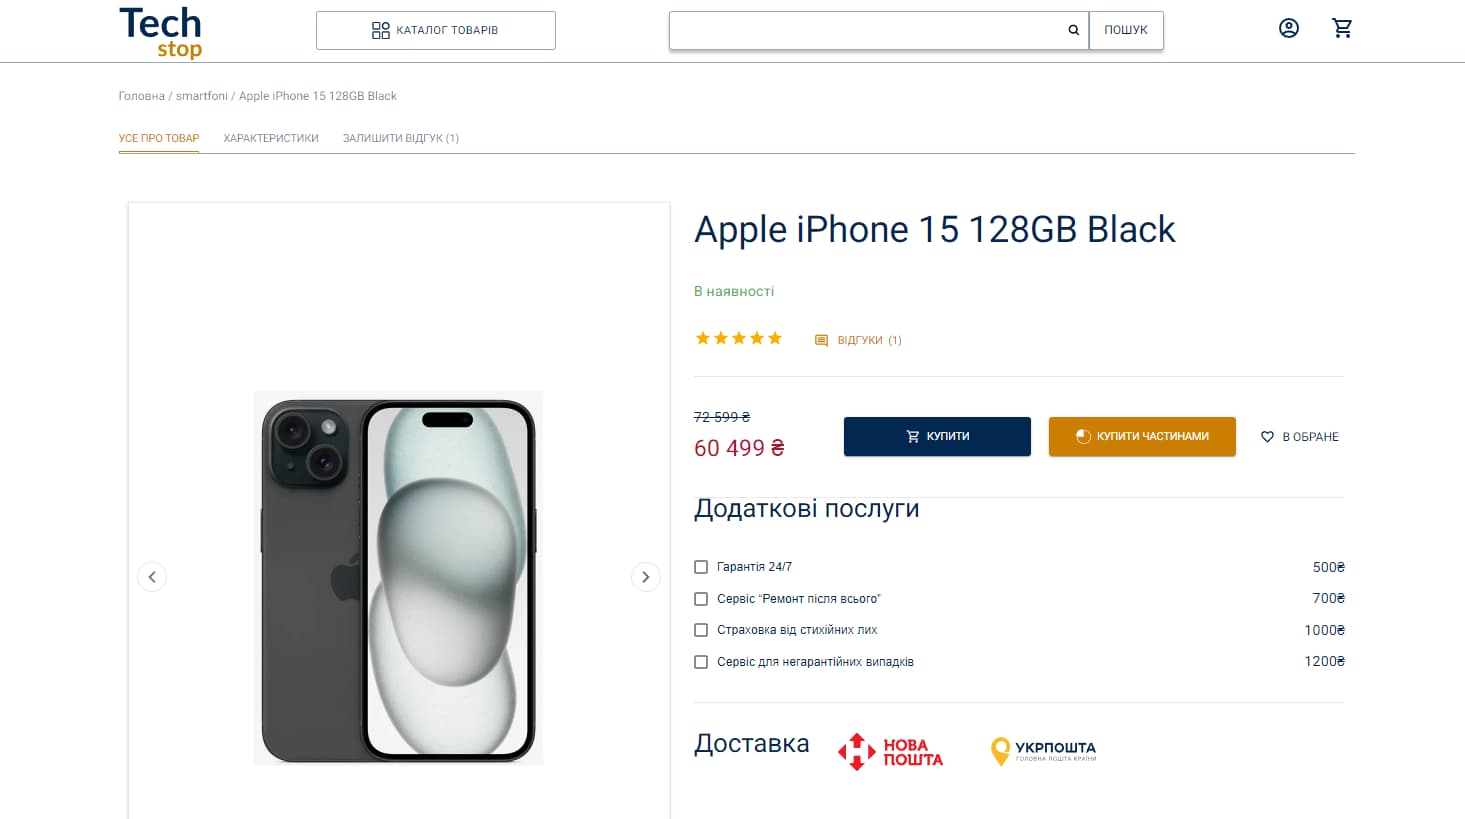 Tech
stop
КАТАЛОГ ТОВАРІВ
ПОШУК
Головна / smartfoni / Apple iPhone 15 128GB Black
УСЕ ПРО ТОВАР
ХАРАКТЕРИСТИКИ
ЗАЛИШИТИ ВІДГУК (1)
Apple iPhone 15 128GB Black
В наявності
ВІДГУКИ (1)
72 599 ₴
60 499 ₴
КУПИТИ
КУПИТИ ЧАСТИНАМИ
В ОБРАНЕ
Додаткові послуги
Гарантія 24/7 500₴
Сервіс “Ремонт після всього” 700₴
Страховка від стихійних лих 1000₴
Сервіс для негарантійних випадків 1200₴
Доставка
НОВА
ПОШТА
УКРПОШТА
ГОЛОВНА ПОШТА КРАЇНИ